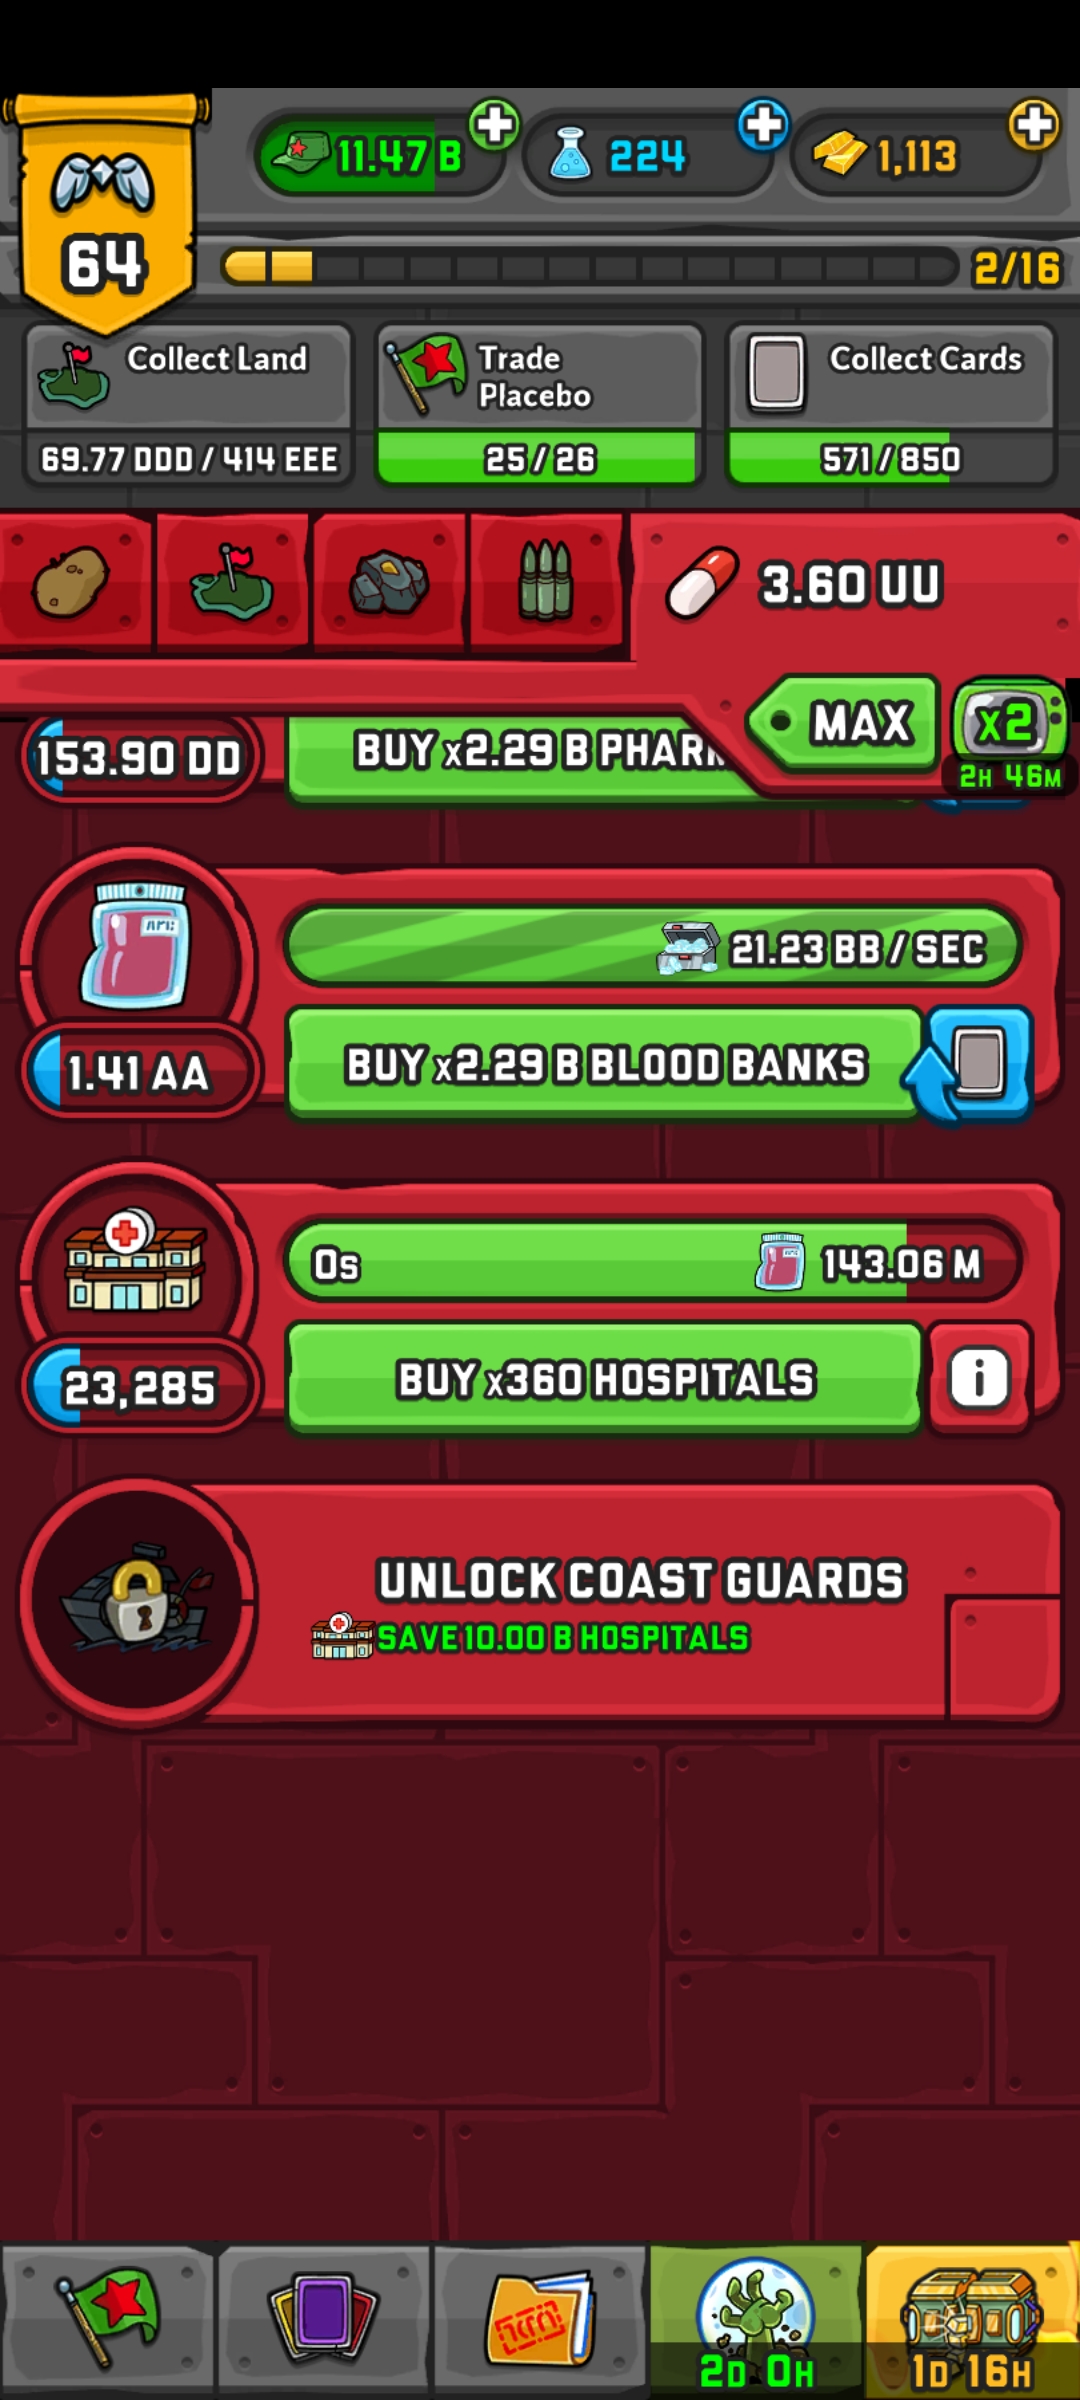 64
11.47 B
224
1,113
2/16
Collect Land
69.77 DDD / 414 EEE
Trade
Placebo
25 / 26
Collect Cards
571 / 850
3.60 UU
MAX
x2
2H 46M
153.90 DD
BUY x2.29 B PHARM
21.23 BB / SEC
1.41 AA
BUY x2.29 B BLOOD BANKS
0s
143.06 M
23,285
BUY x360 HOSPITALS
i
UNLOCK COAST GUARDS
SAVE 10.00 B HOSPITALS
2D 0H
1D 16H